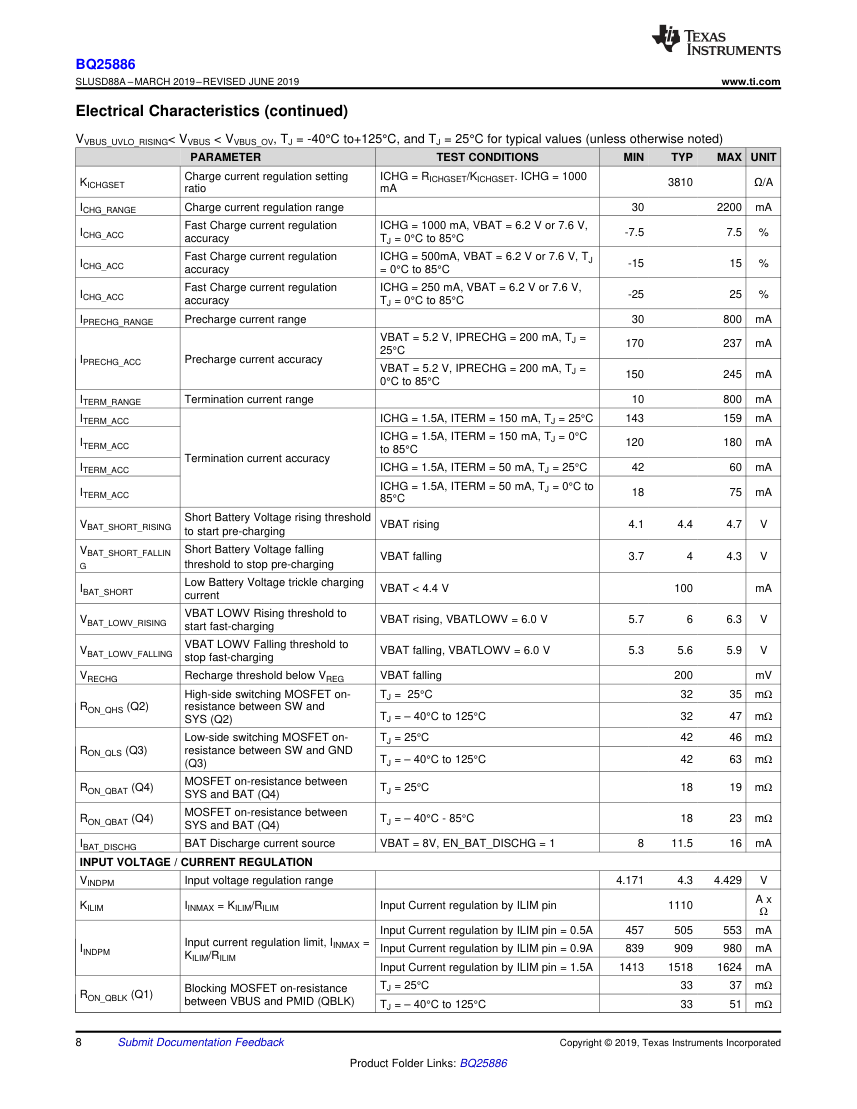 TEXAS
INSTRUMENTS
BQ25886
SLUSD88A – MARCH 2019 – REVISED JUNE 2019 www.ti.com
Electrical Characteristics (continued)
VVBUS_UVLO_RISING< VVBUS < VVBUS_OV, TJ = -40°C to+125°C, and TJ = 25°C for typical values (unless otherwise noted)
PARAMETER TEST CONDITIONS MIN TYP MAX UNIT
KICHGSET Charge current regulation setting ratio ICHG = RICHGSET/KICHGSET. ICHG = 1000 mA 3810 Ω/A
ICHG_RANGE Charge current regulation range 30 2200 mA
ICHG_ACC Fast Charge current regulation accuracy ICHG = 1000 mA, VBAT = 6.2 V or 7.6 V, TJ = 0°C to 85°C -7.5 7.5 %
ICHG_ACC Fast Charge current regulation accuracy ICHG = 500mA, VBAT = 6.2 V or 7.6 V, TJ = 0°C to 85°C -15 15 %
ICHG_ACC Fast Charge current regulation accuracy ICHG = 250 mA, VBAT = 6.2 V or 7.6 V, TJ = 0°C to 85°C -25 25 %
IPRECHG_RANGE Precharge current range 30 800 mA
IPRECHG_ACC Precharge current accuracy VBAT = 5.2 V, IPRECHG = 200 mA, TJ = 25°C 170 237 mA
VBAT = 5.2 V, IPRECHG = 200 mA, TJ = 0°C to 85°C 150 245 mA
ITERM_RANGE Termination current range 10 800 mA
ITERM_ACC Termination current accuracy ICHG = 1.5A, ITERM = 150 mA, TJ = 25°C 143 159 mA
ITERM_ACC ICHG = 1.5A, ITERM = 150 mA, TJ = 0°C to 85°C 120 180 mA
ITERM_ACC ICHG = 1.5A, ITERM = 50 mA, TJ = 25°C 42 60 mA
ITERM_ACC ICHG = 1.5A, ITERM = 50 mA, TJ = 0°C to 85°C 18 75 mA
VBAT_SHORT_RISING Short Battery Voltage rising threshold to start pre-charging VBAT rising 4.1 4.4 4.7 V
VBAT_SHORT_FALLING Short Battery Voltage falling threshold to stop pre-charging VBAT falling 3.7 4 4.3 V
IBAT_SHORT Low Battery Voltage trickle charging current VBAT < 4.4 V 100 mA
VBAT_LOWV_RISING VBAT LOWV Rising threshold to start fast-charging VBAT rising, VBATLOWV = 6.0 V 5.7 6 6.3 V
VBAT_LOWV_FALLING VBAT LOWV Falling threshold to stop fast-charging VBAT falling, VBATLOWV = 6.0 V 5.3 5.6 5.9 V
VRECHG Recharge threshold below VREG VBAT falling 200 mV
RON_QHS (Q2) High-side switching MOSFET on-resistance between SW and SYS (Q2) TJ = 25°C 32 35 mΩ
TJ = – 40°C to 125°C 32 47 mΩ
RON_QLS (Q3) Low-side switching MOSFET on-resistance between SW and GND (Q3) TJ = 25°C 42 46 mΩ
TJ = – 40°C to 125°C 42 63 mΩ
RON_QBAT (Q4) MOSFET on-resistance between SYS and BAT (Q4) TJ = 25°C 18 19 mΩ
RON_QBAT (Q4) MOSFET on-resistance between SYS and BAT (Q4) TJ = – 40°C - 85°C 18 23 mΩ
IBAT_DISCHG BAT Discharge current source VBAT = 8V, EN_BAT_DISCHG = 1 8 11.5 16 mA
INPUT VOLTAGE / CURRENT REGULATION
VINDPM Input voltage regulation range 4.171 4.3 4.429 V
KILIM IINMAX = KILIM/RILIM Input Current regulation by ILIM pin 1110 A x Ω
IINDPM Input current regulation limit, IINMAX = KILIM/RILIM Input Current regulation by ILIM pin = 0.5A 457 505 553 mA
Input Current regulation by ILIM pin = 0.9A 839 909 980 mA
Input Current regulation by ILIM pin = 1.5A 1413 1518 1624 mA
RON_QBLK (Q1) Blocking MOSFET on-resistance between VBUS and PMID (QBLK) TJ = 25°C 33 37 mΩ
TJ = – 40°C to 125°C 33 51 mΩ
8 Submit Documentation Feedback Copyright © 2019, Texas Instruments Incorporated
Product Folder Links: BQ25886